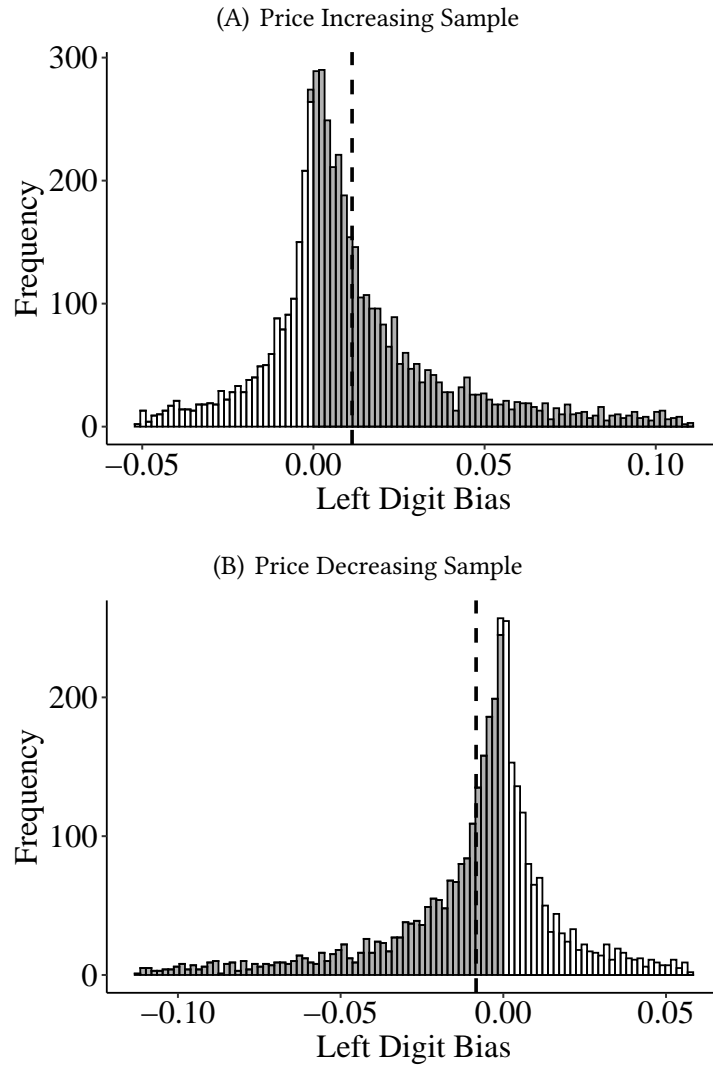 (A) Price Increasing Sample
300
200
100
0
Frequency
−0.05 0.00 0.05 0.10
Left Digit Bias
(B) Price Decreasing Sample
200
100
0
Frequency
−0.10 −0.05 0.00 0.05
Left Digit Bias